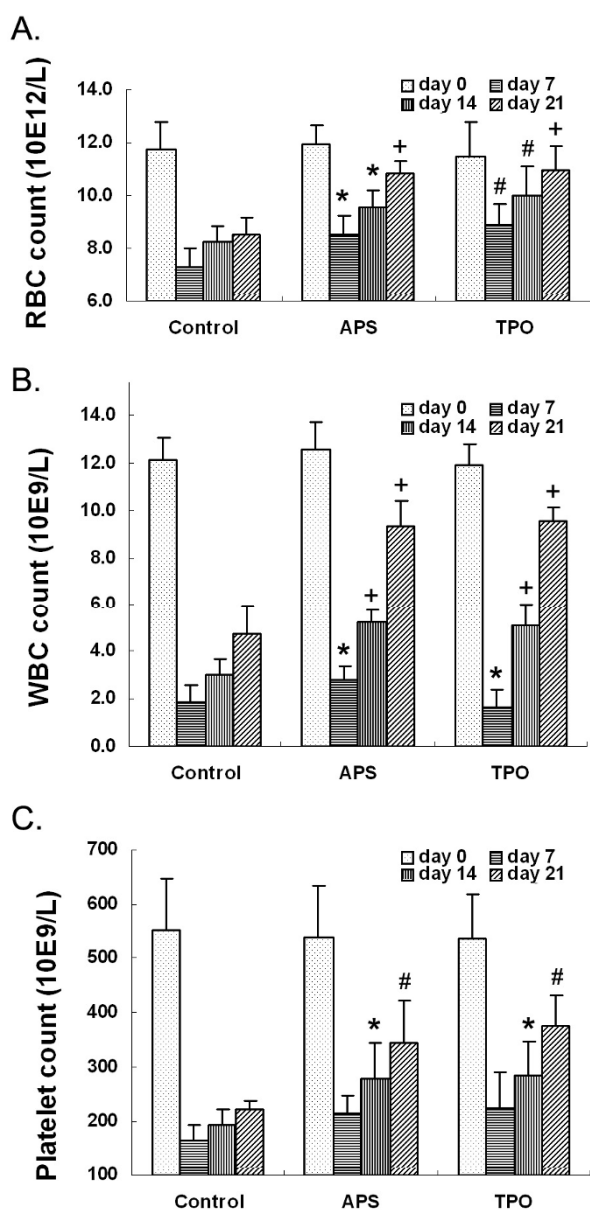 A.
RBC count (10E12/L)
14.0
12.0
10.0
8.0
6.0
day 0 day 7
day 14 day 21
* * +
# # +
Control APS TPO
B.
WBC count (10E9/L)
14.0
12.0
10.0
8.0
6.0
4.0
2.0
0.0
day 0 day 7
day 14 day 21
* + +
* + +
Control APS TPO
C.
Platelet count (10E9/L)
700
600
500
400
300
200
100
day 0 day 7
day 14 day 21
* #
* #
Control APS TPO